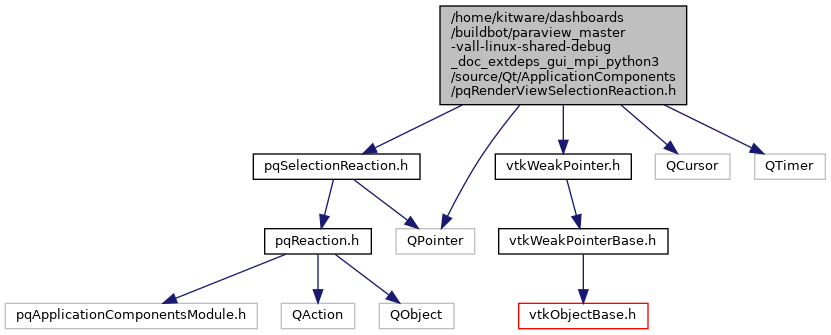 /home/kitware/dashboards
/buildbot/paraview_master
-vall-linux-shared-debug
_doc_extdeps_gui_mpi_python3
/source/Qt/ApplicationComponents
/pqRenderViewSelectionReaction.h
pqSelectionReaction.h
vtkWeakPointer.h
QCursor
QTimer
pqReaction.h
QPointer
vtkWeakPointerBase.h
pqApplicationComponentsModule.h
QAction
QObject
vtkObjectBase.h